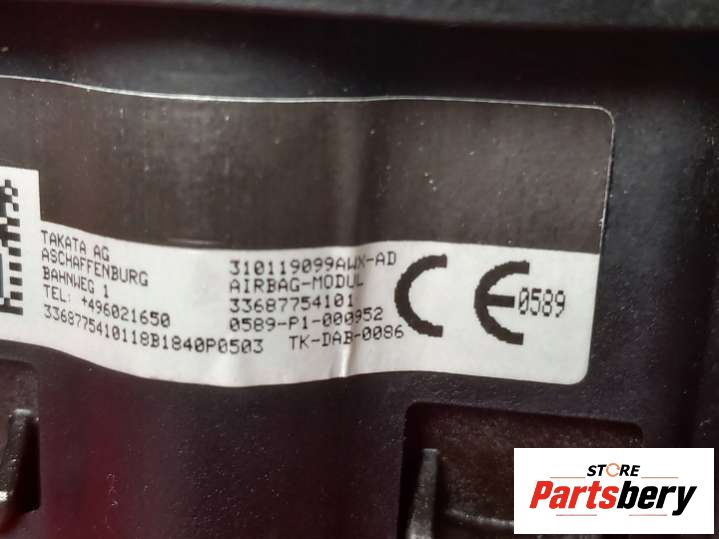 TAKATA AG
ASCHAFFENBURG
BAHNWEG 1
TEL: +496021650
3368775410118B1840P0503
310119099AWX-AD
AIRBAG-MODUL
33687754101
0589-P1-000952
TK-DAB-0086
CE 0589
STORE
Partsbery